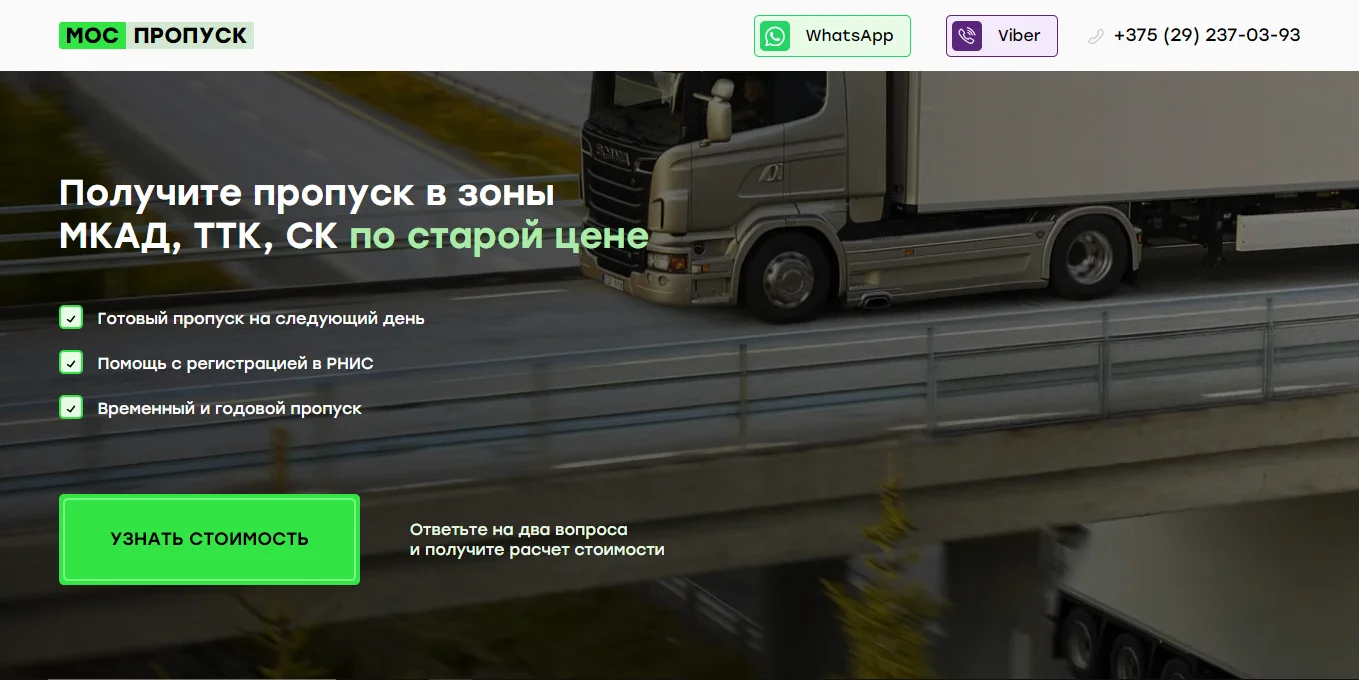 МОС ПРОПУСК
WhatsApp
Viber
+375 (29) 237-03-93
SCANIA
Получите пропуск в зоны
МКАД, ТТК, СК по старой цене
Готовый пропуск на следующий день
Помощь с регистрацией в РНИС
Временный и годовой пропуск
УЗНАТЬ СТОИМОСТЬ
Ответьте на два вопроса
и получите расчет стоимости